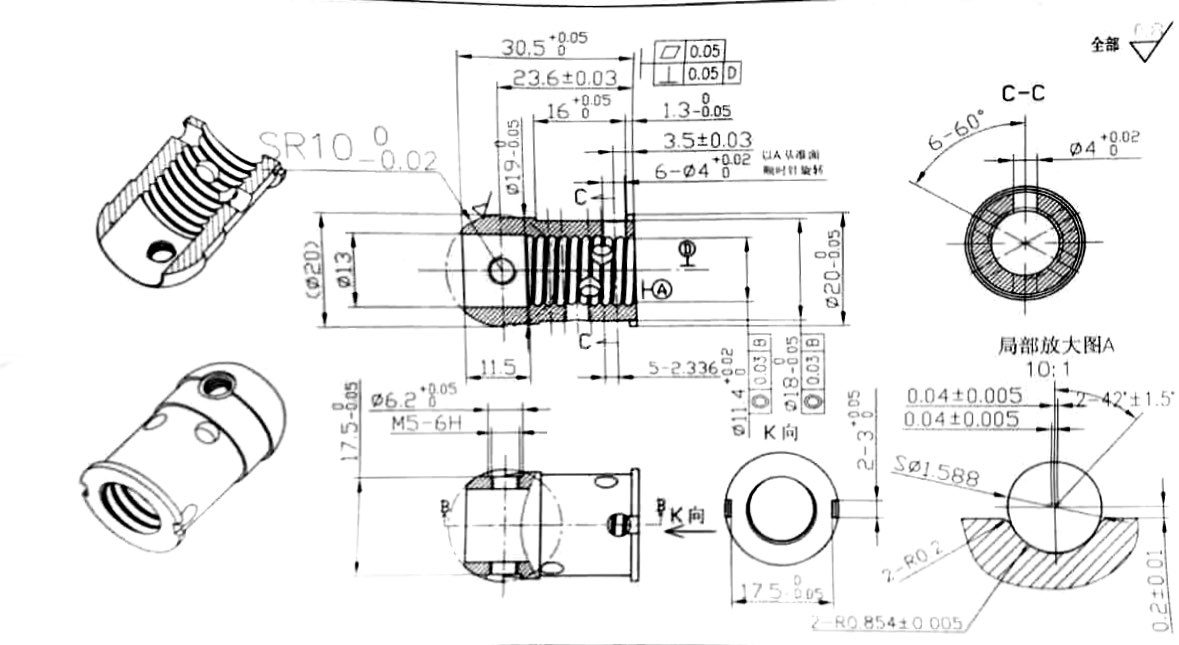 全部 0.8
30.5 +0.05 0
⏥ 0.05
⊥ 0.05 D
23.6±0.03
16 +0.05 0
1.3 0 -0.05
3.5±0.03
6-Ø4 +0.02 0
以A基准面
顺时针旋转
SR10 0 -0.02
Ø19 0 -0.05
C
(Ø20)
Ø13
D
A
Ø20 0 -0.05
C
11.5
5-2.336
Ø11.4 +0.02 0
◎ 0.03 B
Ø18 0 -0.05
◎ 0.03 B
C-C
6-60°
Ø4 +0.02 0
17.5 0 -0.05
Ø6.2 +0.05 0
M5-6H
B
B
K向
K向
2-3 +0.05 0
17.5 0 -0.05
局部放大图A
10:1
0.04±0.005
2-42°±1.5°
0.04±0.005
SØ1.588
2-R0.2
2-R0.854±0.005
0.2±0.01